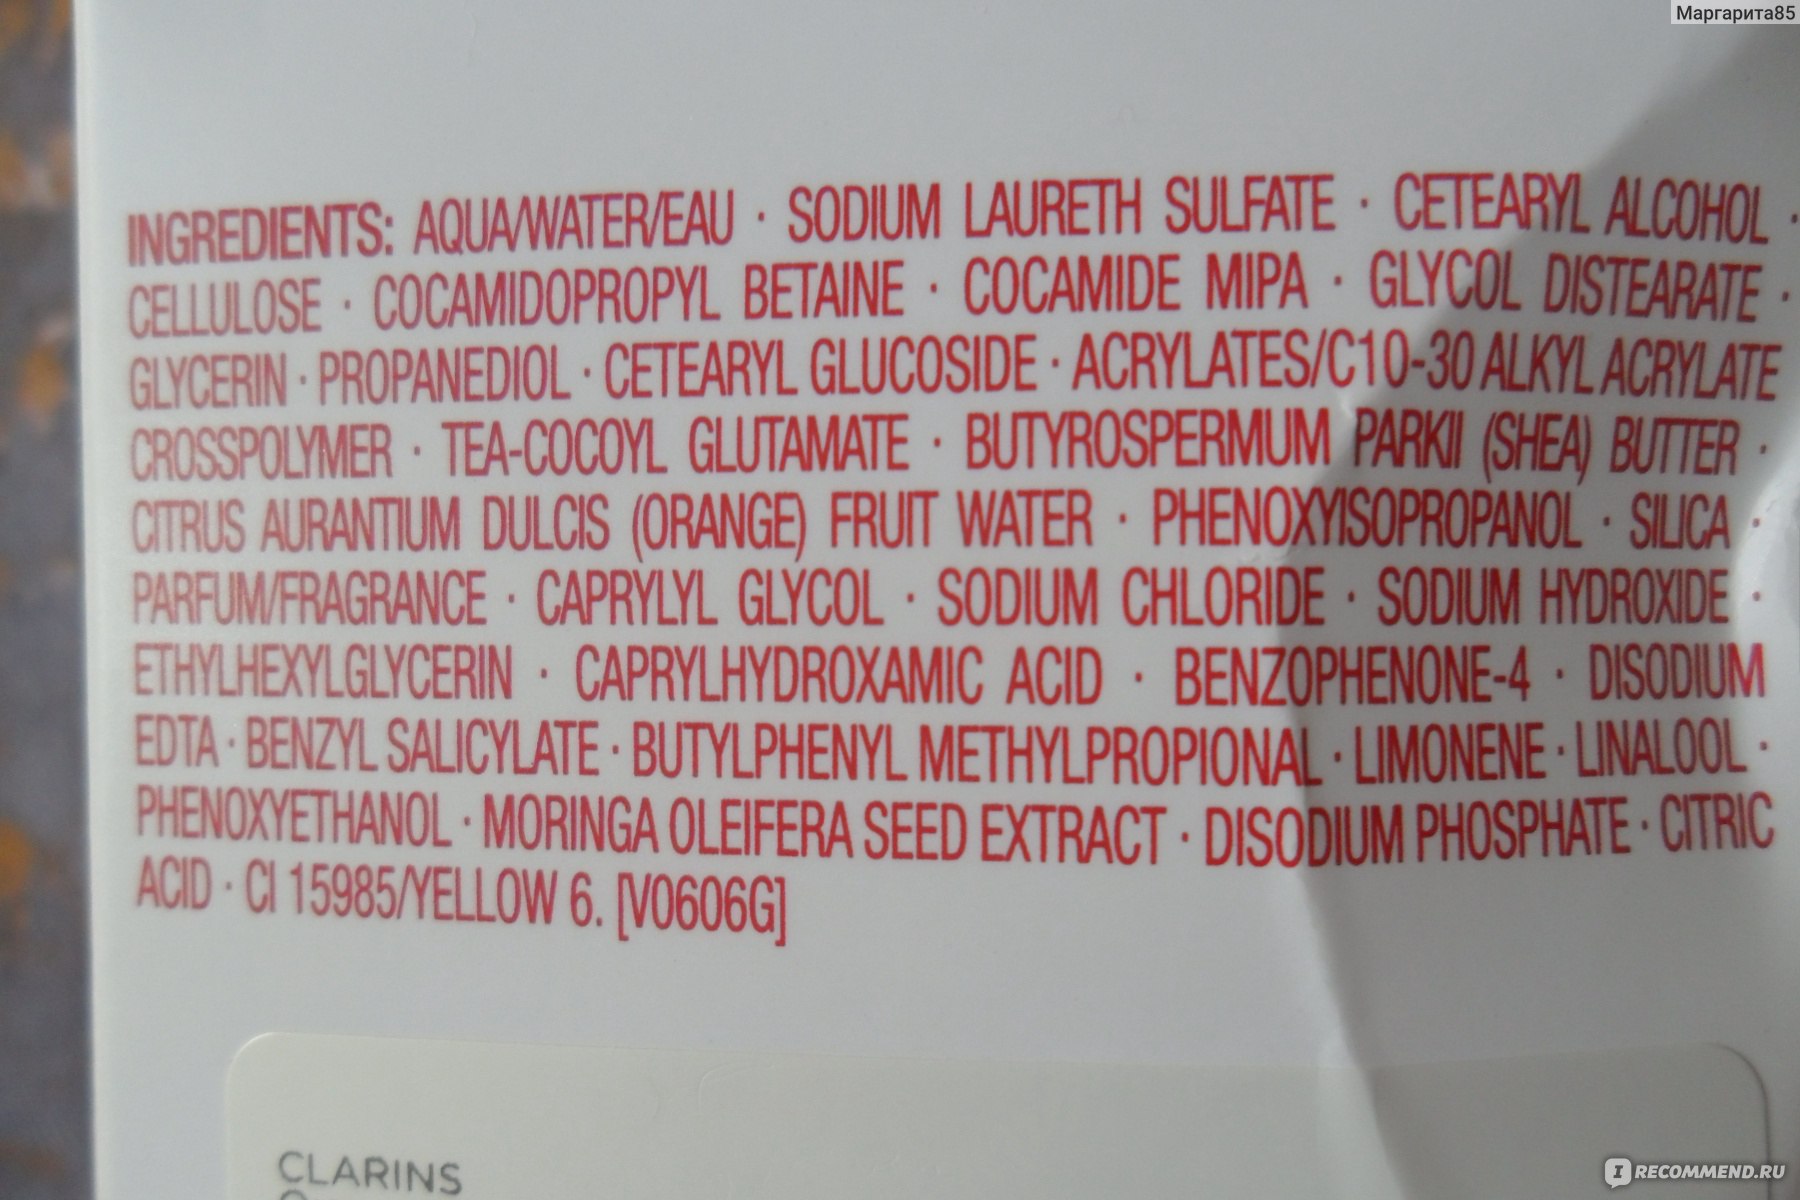 Маргарита85
INGREDIENTS: AQUA/WATER/EAU · SODIUM LAURETH SULFATE · CETEARYL ALCOHOL ·
CELLULOSE · COCAMIDOPROPYL BETAINE · COCAMIDE MIPA · GLYCOL DISTEARATE ·
GLYCERIN · PROPANEDIOL · CETEARYL GLUCOSIDE · ACRYLATES/C10-30 ALKYL ACRYLATE
CROSSPOLYMER · TEA-COCOYL GLUTAMATE · BUTYROSPERMUM PARKII (SHEA) BUTTER ·
CITRUS AURANTIUM DULCIS (ORANGE) FRUIT WATER · PHENOXYISOPROPANOL · SILICA ·
PARFUM/FRAGRANCE · CAPRYLYL GLYCOL · SODIUM CHLORIDE · SODIUM HYDROXIDE ·
ETHYLHEXYLGLYCERIN · CAPRYLHYDROXAMIC ACID · BENZOPHENONE-4 · DISODIUM
EDTA · BENZYL SALICYLATE · BUTYLPHENYL METHYLPROPIONAL · LIMONENE · LINALOOL ·
PHENOXYETHANOL · MORINGA OLEIFERA SEED EXTRACT · DISODIUM PHOSPHATE · CITRIC
ACID · CI 15985/YELLOW 6. [V0606G]
CLARINS
IRECOMMEND.RU